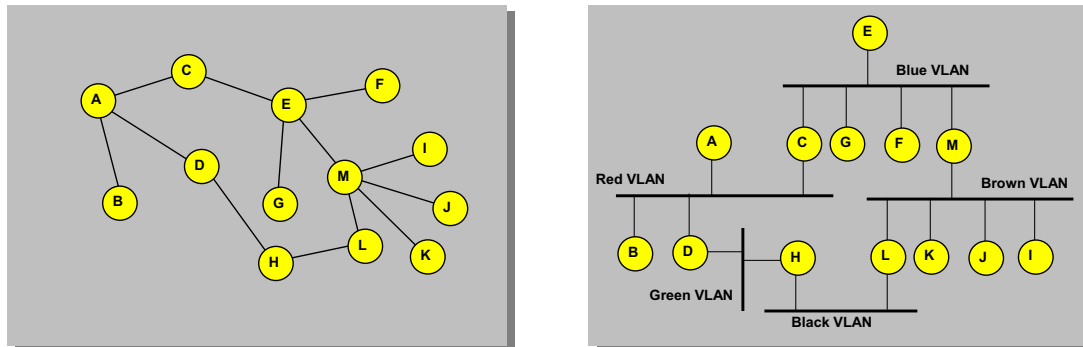 C
F
A
E
I
D
M
B
G
J
L
H
K
E
Blue VLAN
A
C
G
F
M
Red VLAN
Brown VLAN
B
D
H
L
K
J
I
Green VLAN
Black VLAN